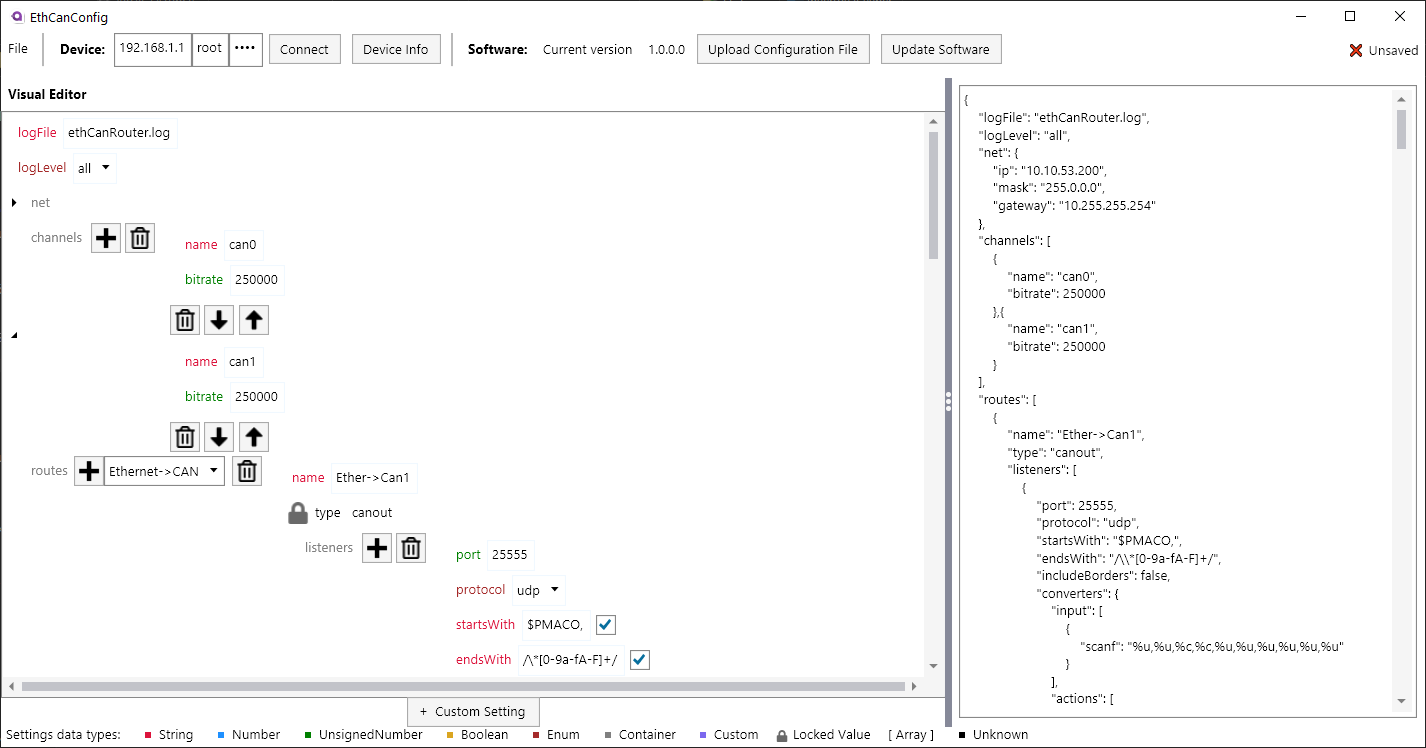 EthCanConfig
File Device: 192.168.1.1 root •••• Connect Device Info Software: Current version 1.0.0.0 Upload Configuration File Update Software Unsaved
Visual Editor
logFile ethCanRouter.log
logLevel all
net
channels
name can0
bitrate 250000
name can1
bitrate 250000
routes Ethernet->CAN
name Ether->Can1
type canout
listeners
port 25555
protocol udp
startsWith $PMACO,
endsWith /\*[0-9a-fA-F]+/
+ Custom Setting
{
"logFile": "ethCanRouter.log",
"logLevel": "all",
"net": {
"ip": "10.10.53.200",
"mask": "255.0.0.0",
"gateway": "10.255.255.254"
},
"channels": [
{
"name": "can0",
"bitrate": 250000
},{
"name": "can1",
"bitrate": 250000
}
],
"routes": [
{
"name": "Ether->Can1",
"type": "canout",
"listeners": [
{
"port": 25555,
"protocol": "udp",
"startsWith": "$PMACO,",
"endsWith": "/\\*[0-9a-fA-F]+/",
"includeBorders": false,
"converters": {
"input": [
{
"scanf": "%u,%u,%c,%c,%u,%u,%u,%u,%u,%u"
}
],
"actions": [
Settings data types: String Number UnsignedNumber Boolean Enum Container Custom Locked Value [ Array ] Unknown